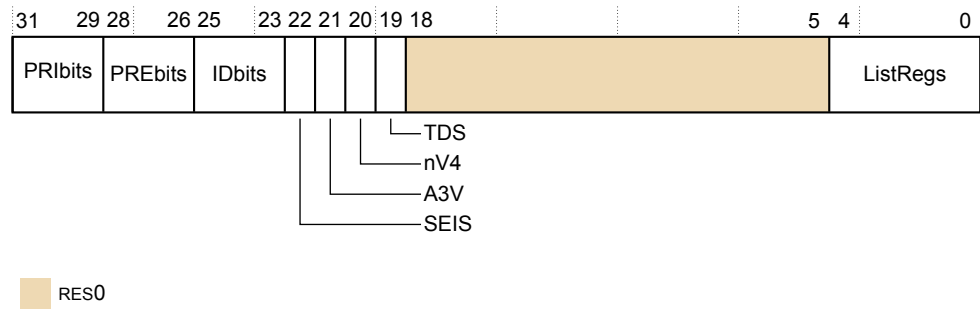 31 29 28 26 25 23 22 21 20 19 18 5 4 0
PRIbits PREbits IDbits ListRegs
TDS
nV4
A3V
SEIS
RES0